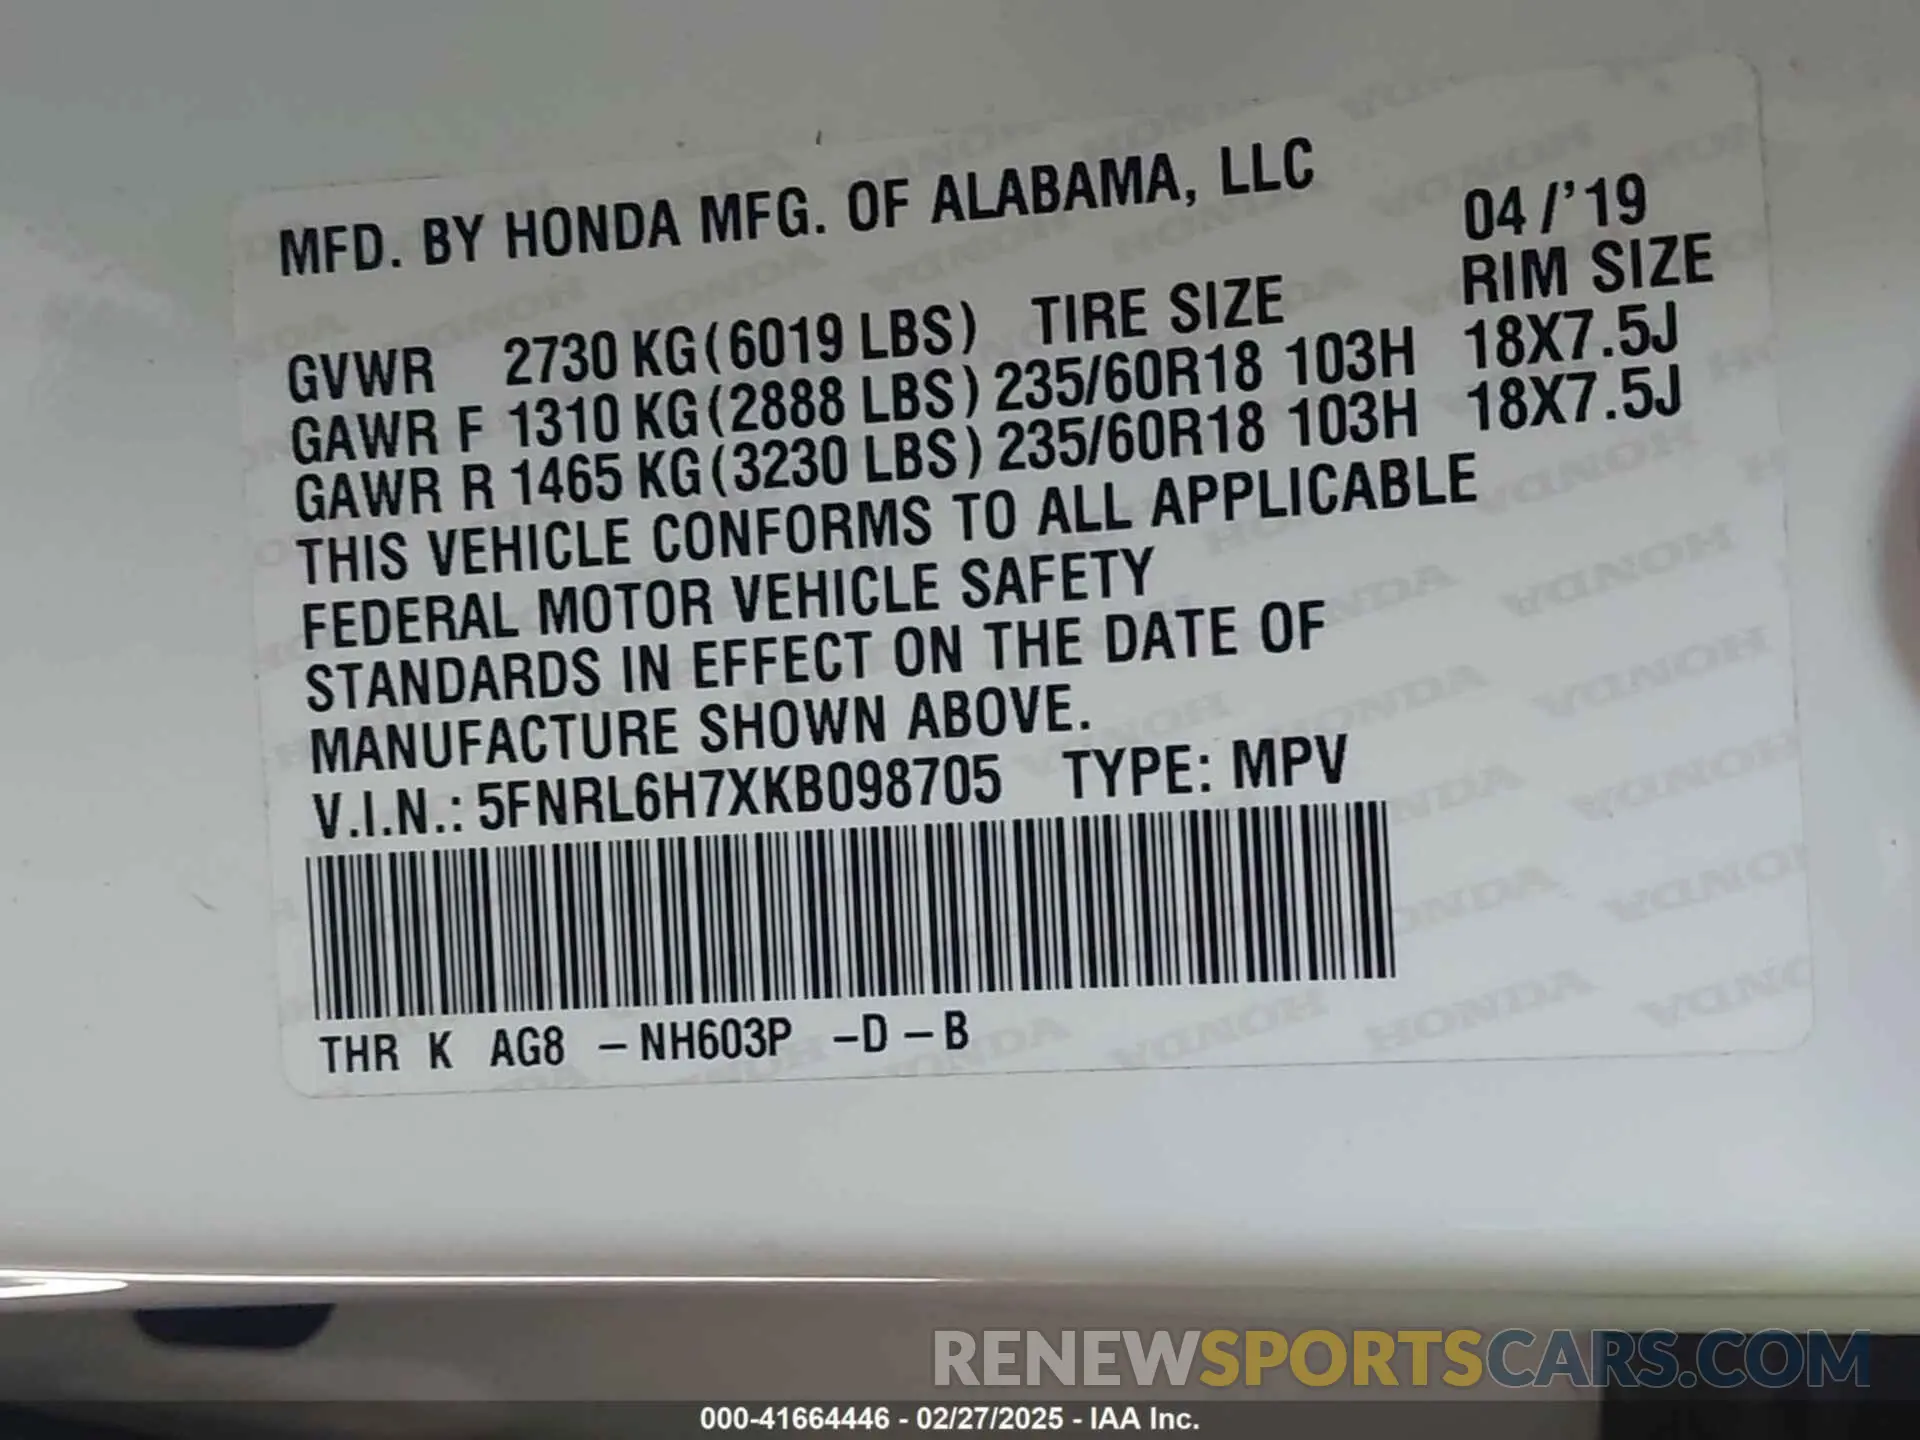 MFD. BY HONDA MFG. OF ALABAMA, LLC
04 / '19
GVWR 2730 KG (6019 LBS) TIRE SIZE RIM SIZE
GAWR F 1310 KG (2888 LBS) 235/60R18 103H 18X7.5J
GAWR R 1465 KG (3230 LBS) 235/60R18 103H 18X7.5J
THIS VEHICLE CONFORMS TO ALL APPLICABLE
FEDERAL MOTOR VEHICLE SAFETY
STANDARDS IN EFFECT ON THE DATE OF
MANUFACTURE SHOWN ABOVE.
V.I.N.: 5FNRL6H7XKB098705 TYPE: MPV
THR K AG8 – NH603P – D – B
RENEWSPORTSCARS.COM
000-41664446 - 02/27/2025 - IAA Inc.